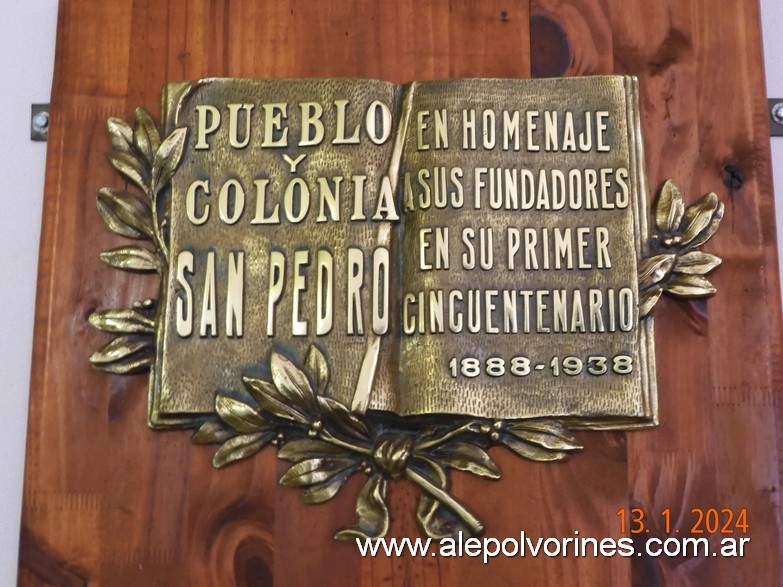 PUEBLO
Y
COLONIA
SAN PEDRO
EN HOMENAJE
A SUS FUNDADORES
EN SU PRIMER
CINCUENTENARIO
1888-1938
13. 1. 2024
www.alepolvorines.com.ar